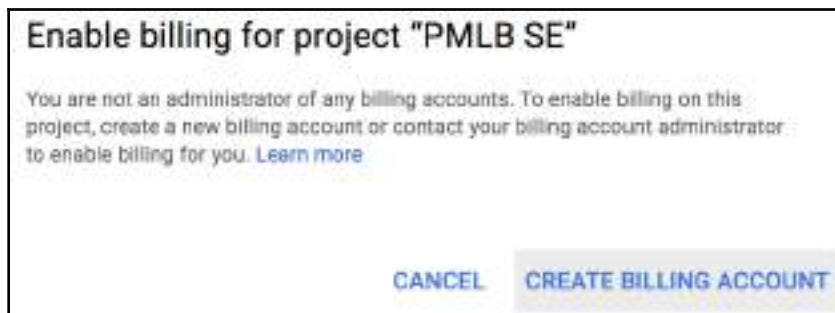 Enable billing for project “PMLB SE”
You are not an administrator of any billing accounts. To enable billing on this
project, create a new billing account or contact your billing account administrator
to enable billing for you. Learn more
CANCEL CREATE BILLING ACCOUNT